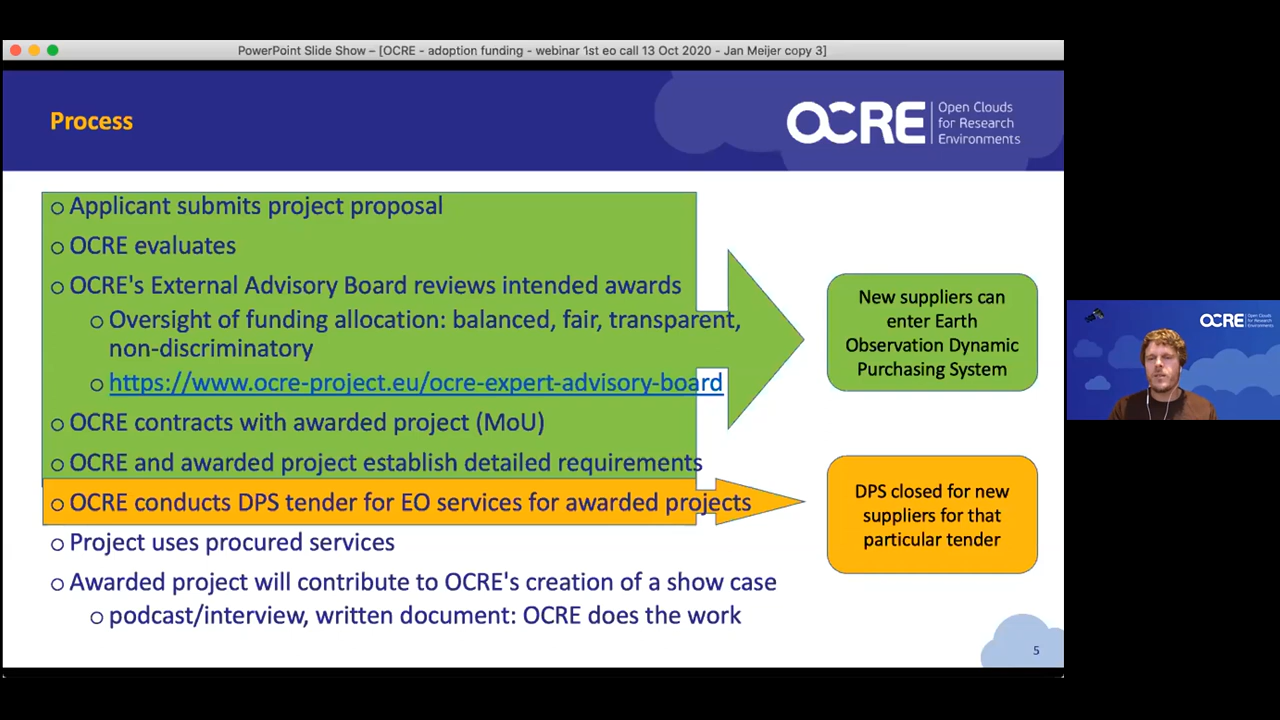 PowerPoint Slide Show – [OCRE - adoption funding - webinar 1st eo call 13 Oct 2020 - Jan Meijer copy 3]
Process
OCRE
Open Clouds
for Research
Environments
Applicant submits project proposal
OCRE evaluates
OCRE's External Advisory Board reviews intended awards
Oversight of funding allocation: balanced, fair, transparent,
non-discriminatory
https://www.ocre-project.eu/ocre-expert-advisory-board
OCRE contracts with awarded project (MoU)
OCRE and awarded project establish detailed requirements
OCRE conducts DPS tender for EO services for awarded projects
Project uses procured services
Awarded project will contribute to OCRE's creation of a show case
podcast/interview, written document: OCRE does the work
New suppliers can
enter Earth
Observation Dynamic
Purchasing System
DPS closed for new
suppliers for that
particular tender
5
OCRE
Open Clouds
for Research
Environments